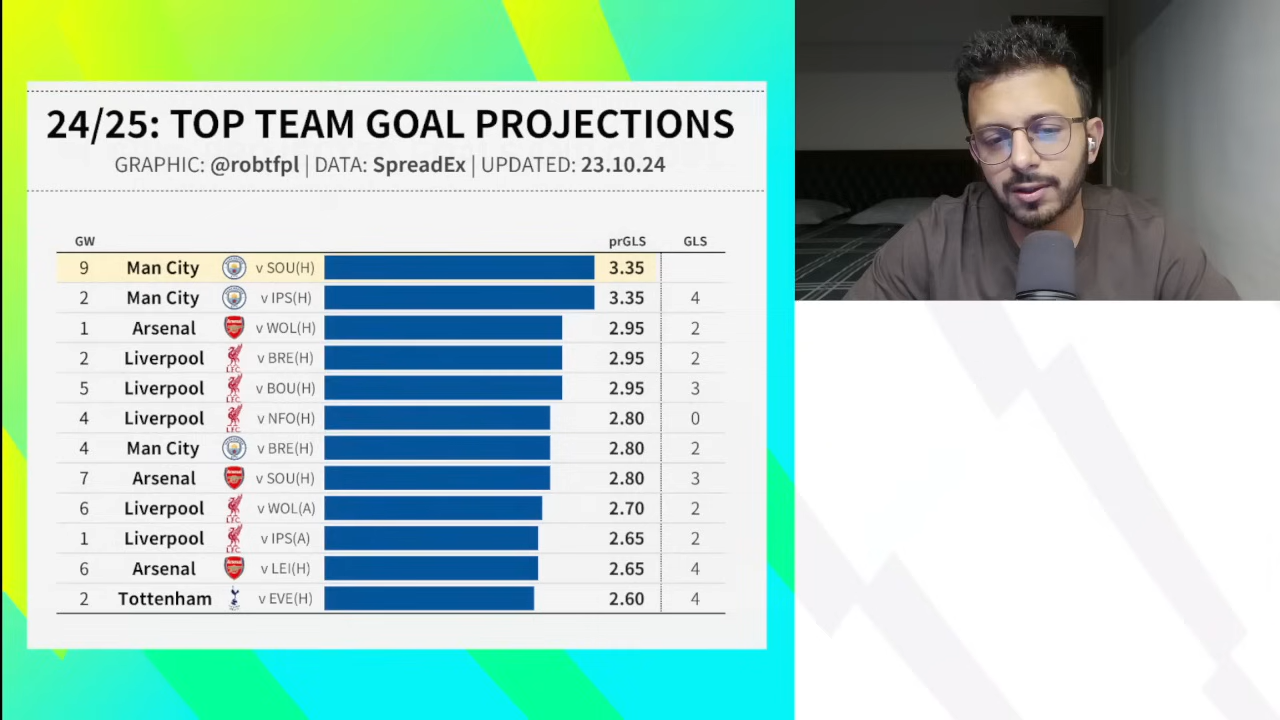 24/25: TOP TEAM GOAL PROJECTIONS
GRAPHIC: @robtfpl | DATA: SpreadEx | UPDATED: 23.10.24
GW prGLS GLS
9 Man City v SOU(H) 3.35
2 Man City v IPS(H) 3.35 4
1 Arsenal v WOL(H) 2.95 2
2 Liverpool v BRE(H) 2.95 2
5 Liverpool v BOU(H) 2.95 3
4 Liverpool v NFO(H) 2.80 0
4 Man City v BRE(H) 2.80 2
7 Arsenal v SOU(H) 2.80 3
6 Liverpool v WOL(A) 2.70 2
1 Liverpool v IPS(A) 2.65 2
6 Arsenal v LEI(H) 2.65 4
2 Tottenham v EVE(H) 2.60 4